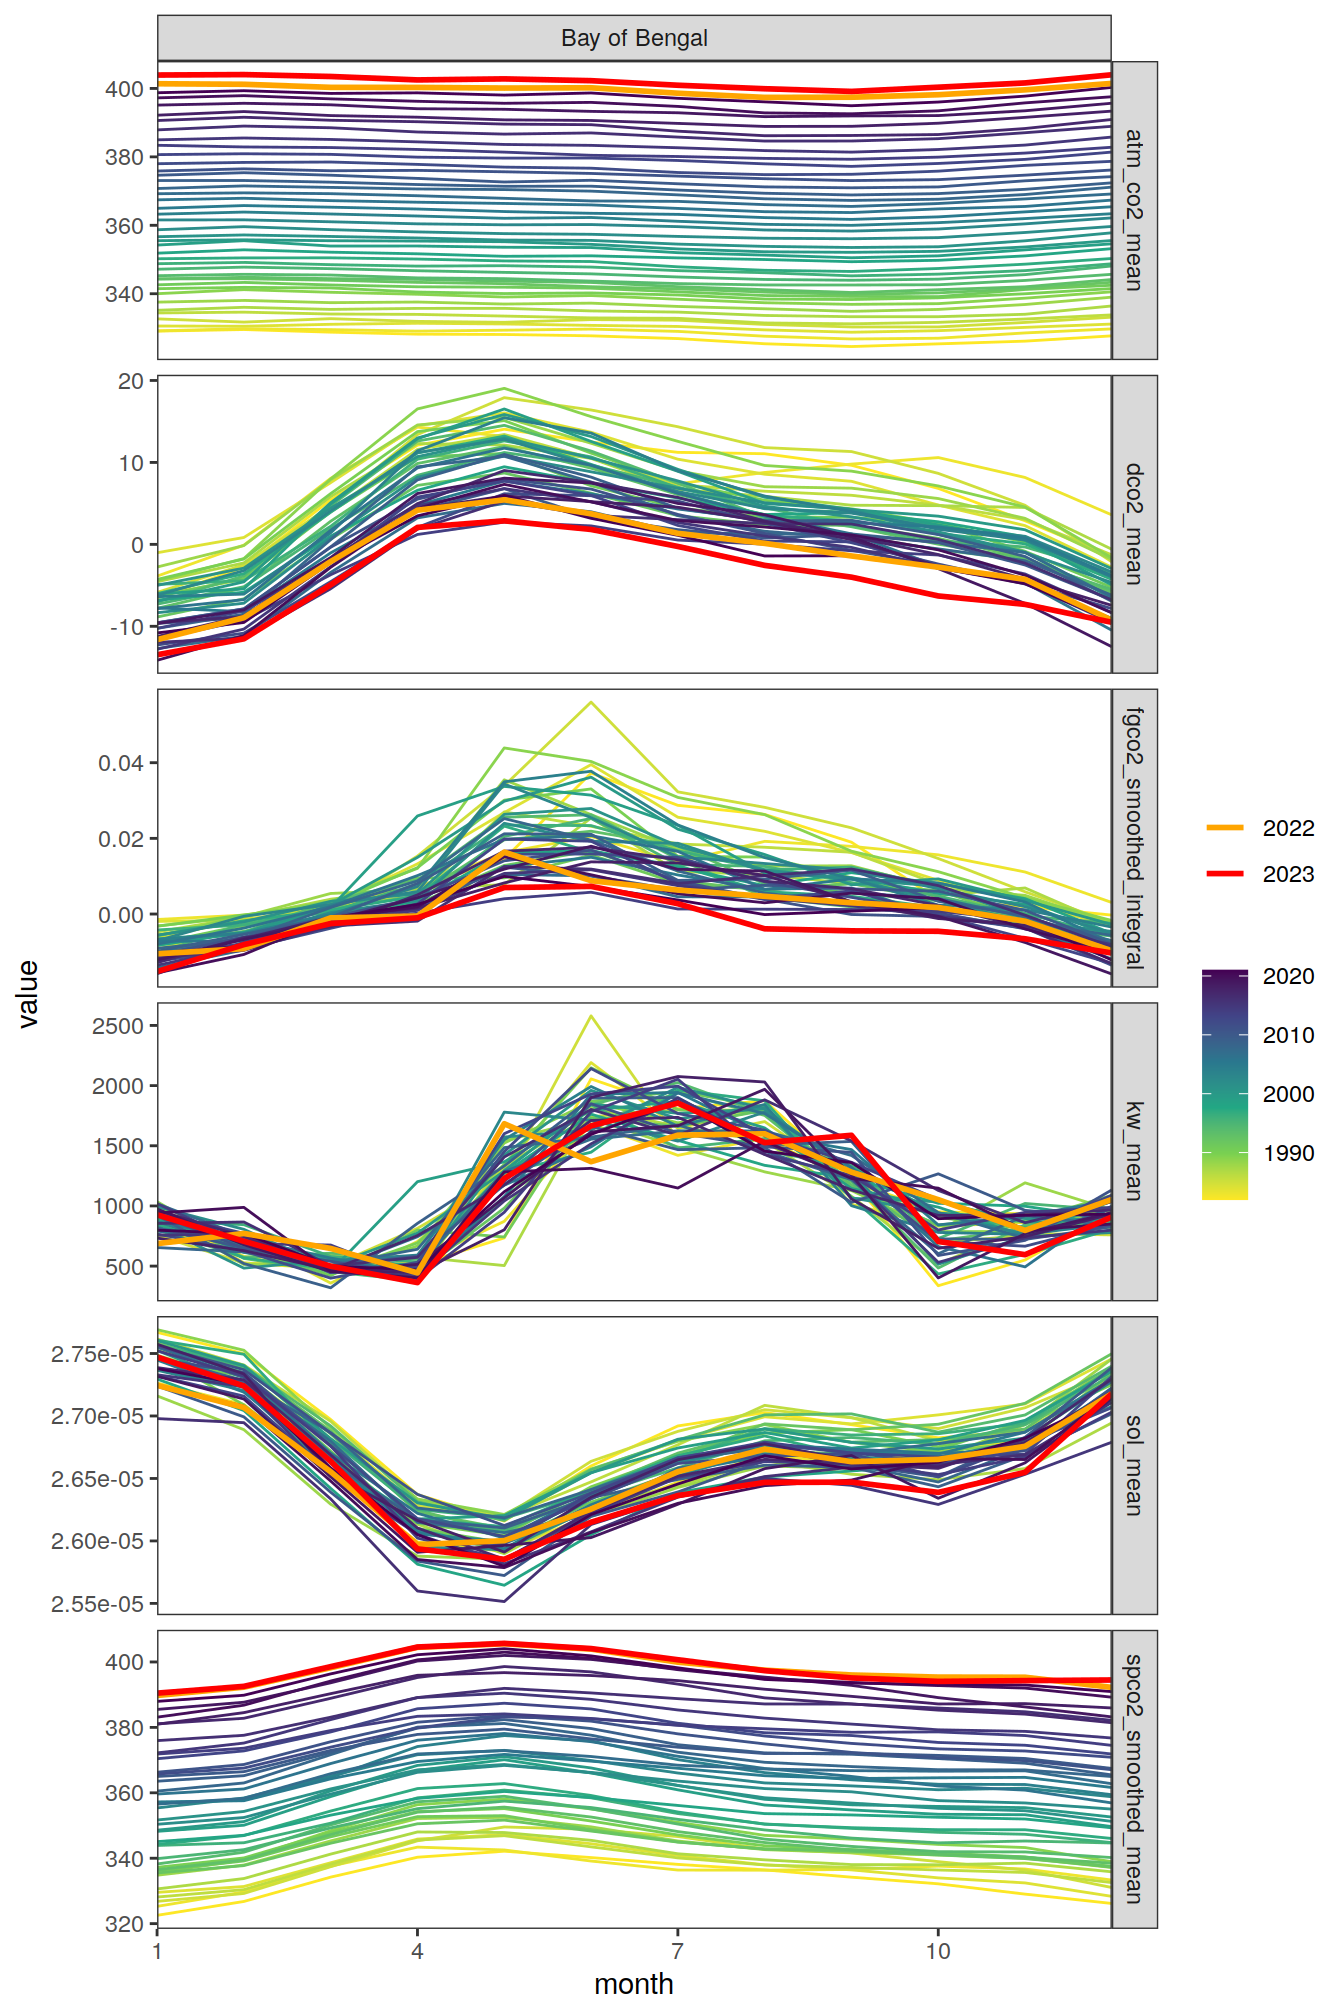 Bay of Bengal
400
380
360
340
atm_co2_mean
20
10
0
-10
dco2_mean
0.04
0.02
0.00
fgco2_smoothed_integral
2500
2000
1500
1000
500
kw_mean
2.75e-05
2.70e-05
2.65e-05
2.60e-05
2.55e-05
sol_mean
400
380
360
340
320
spco2_smoothed_mean
1
4
7
10
month
value
2022
2023
2020
2010
2000
1990